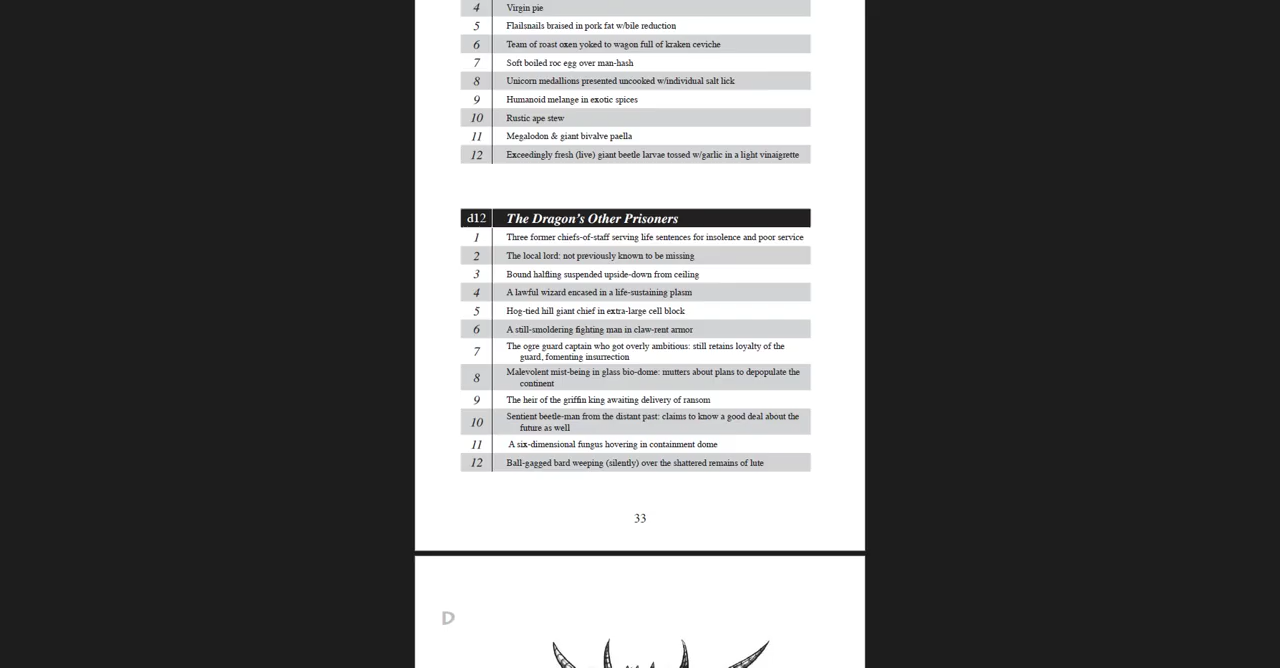 4 Virgin pie
5 Flailsnails braised in pork fat w/bile reduction
6 Team of roast oxen yoked to wagon full of kraken ceviche
7 Soft boiled roc egg over man-hash
8 Unicorn medallions presented uncooked w/individual salt lick
9 Humanoid melange in exotic spices
10 Rustic ape stew
11 Megalodon & giant bivalve paella
12 Exceedingly fresh (live) giant beetle larvae tossed w/garlic in a light vinaigrette
d12 The Dragon's Other Prisoners
1 Three former chiefs-of-staff serving life sentences for insolence and poor service
2 The local lord: not previously known to be missing
3 Bound halfling suspended upside-down from ceiling
4 A lawful wizard encased in a life-sustaining plasm
5 Hog-tied hill giant chief in extra-large cell block
6 A still-smoldering fighting man in claw-rent armor
7 The ogre guard captain who got overly ambitious: still retains loyalty of the
guard, fomenting insurrection
8 Malevolent mist-being in glass bio-dome: mutters about plans to depopulate the
continent
9 The heir of the griffin king awaiting delivery of ransom
10 Sentient beetle-man from the distant past: claims to know a good deal about the
future as well
11 A six-dimensional fungus hovering in containment dome
12 Ball-gagged bard weeping (silently) over the shattered remains of lute
33
D